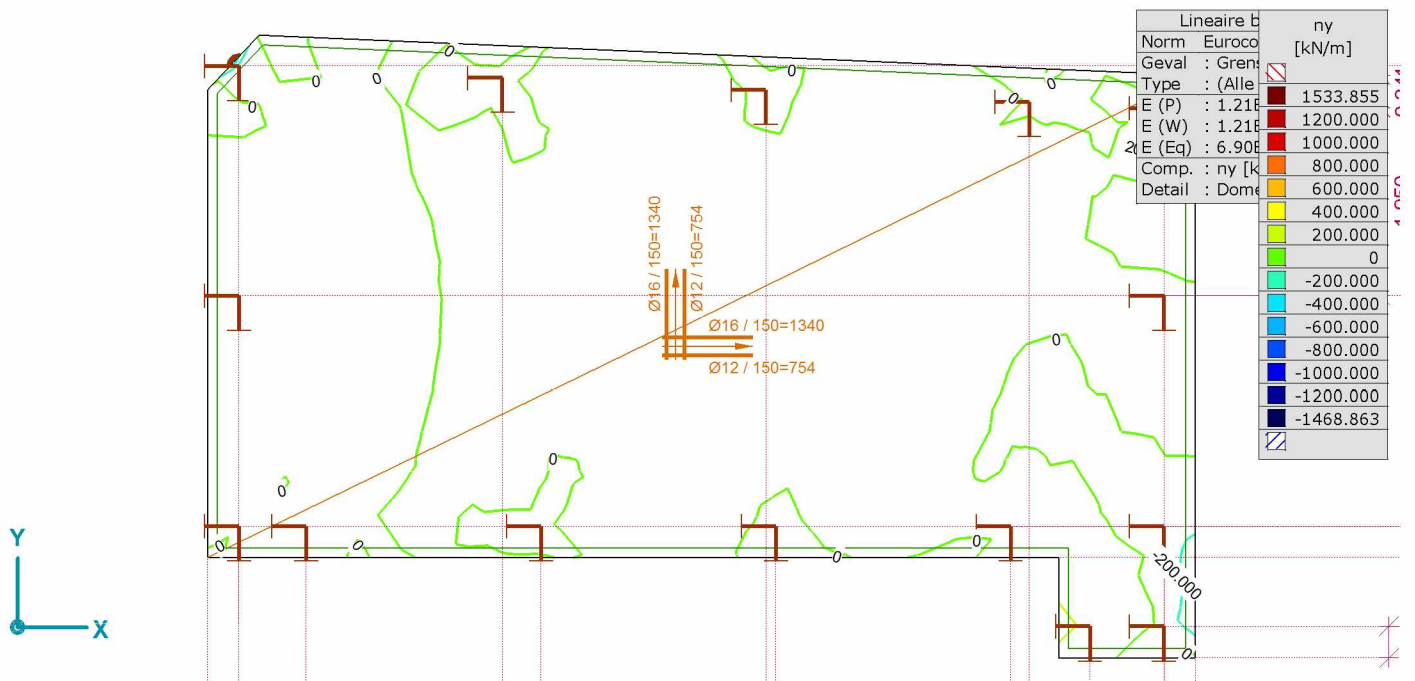 Lineaire b
Norm Euroco
Geval : Grens
Type : (Alle
E (P) : 1.21E
E (W) : 1.21E
E (Eq) : 6.90E
Comp. : ny [k
Detail : Dome
ny
[kN/m]
1533.855
1200.000
1000.000
800.000
600.000
400.000
200.000
0
-200.000
-400.000
-600.000
-800.000
-1000.000
-1200.000
-1468.863
0
0
0
0
0
0
0
Ø16 / 150=1340
Ø12 / 150=754
Ø16 / 150=1340
Ø12 / 150=754
0
0
0
0
0
0
0
-200.000
0
Y
X